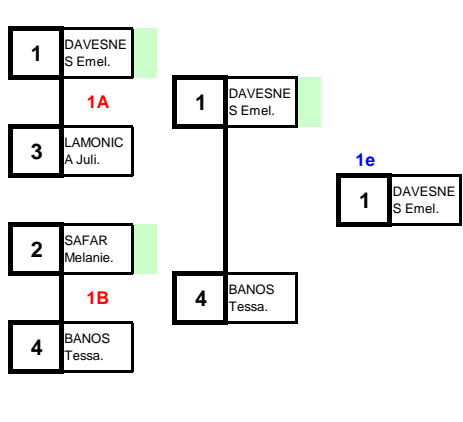 1
DAVESNE
S Emel.
1A
3
LAMONIC
A Juli.
2
SAFAR
Melanie.
1B
4
BANOS
Tessa.
1
DAVESNE
S Emel.
4
BANOS
Tessa.
1e
1
DAVESNE
S Emel.